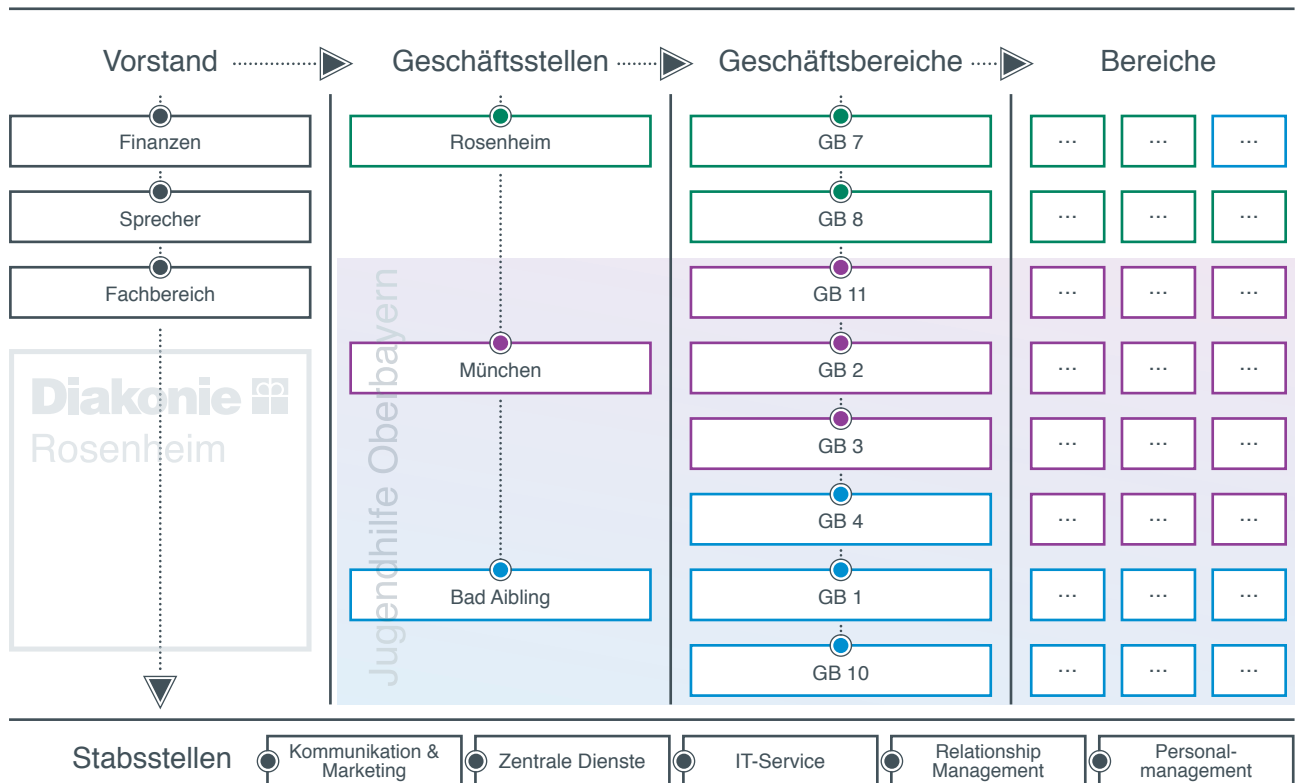 Vorstand
Geschäftsstellen
Geschäftsbereiche
Bereiche
Finanzen
Rosenheim
GB 7
... ... ...
Sprecher
GB 8
... ... ...
Fachbereich
GB 11
... ... ...
Diakonie
Rosenheim
Jugendhilfe Oberbayern
München
GB 2
... ... ...
GB 3
... ... ...
GB 4
... ... ...
Bad Aibling
GB 1
... ... ...
GB 10
... ... ...
Stabsstellen
Kommunikation &
Marketing
Zentrale Dienste
IT-Service
Relationship
Management
Personal-
management